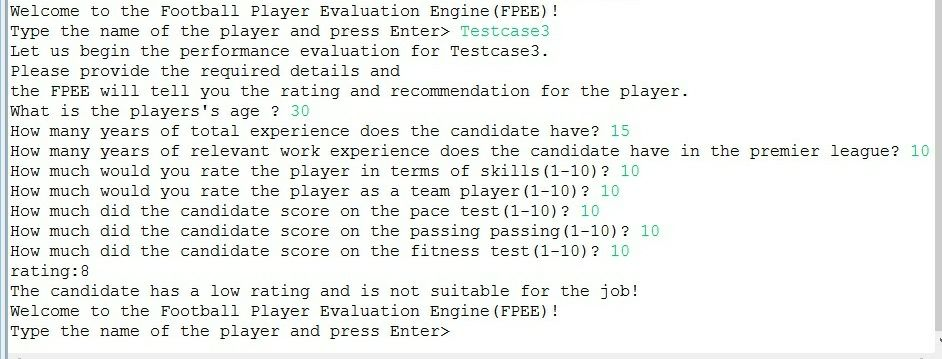 Welcome to the Football Player Evaluation Engine(FPEE)!
Type the name of the player and press Enter> Testcase3
Let us begin the performance evaluation for Testcase3.
Please provide the required details and
the FPEE will tell you the rating and recommendation for the player.
What is the players's age ? 30
How many years of total experience does the candidate have? 15
How many years of relevant work experience does the candidate have in the premier league? 10
How much would you rate the player in terms of skills(1-10)? 10
How much would you rate the player as a team player(1-10)? 10
How much did the candidate score on the pace test(1-10)? 10
How much did the candidate score on the passing passing(1-10)? 10
How much did the candidate score on the fitness test(1-10)? 10
rating:8
The candidate has a low rating and is not suitable for the job!
Welcome to the Football Player Evaluation Engine(FPEE)!
Type the name of the player and press Enter>